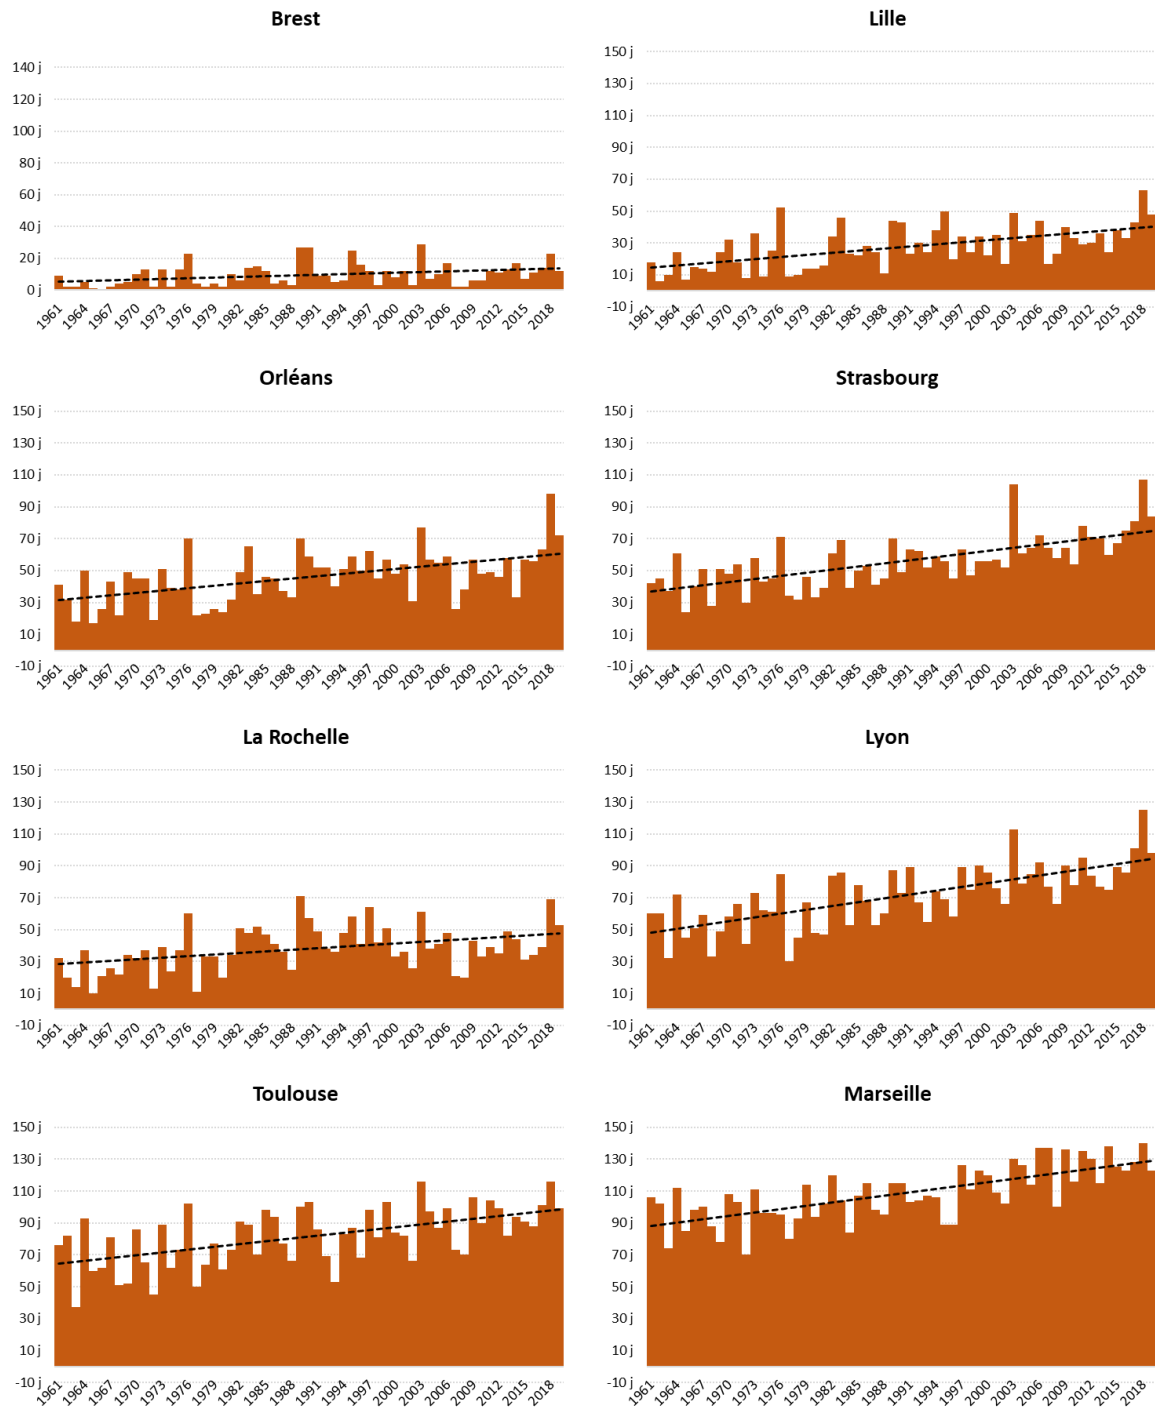 Brest
140 j
120 j
100 j
80 j
60 j
40 j
20 j
0 j
1961 1964 1967 1970 1973 1976 1979 1982 1985 1988 1991 1994 1997 2000 2003 2006 2009 2012 2015 2018
Lille
150 j
130 j
110 j
90 j
70 j
50 j
30 j
10 j
-10 j
1961 1964 1967 1970 1973 1976 1979 1982 1985 1988 1991 1994 1997 2000 2003 2006 2009 2012 2015 2018
Orléans
150 j
130 j
110 j
90 j
70 j
50 j
30 j
10 j
-10 j
1961 1964 1967 1970 1973 1976 1979 1982 1985 1988 1991 1994 1997 2000 2003 2006 2009 2012 2015 2018
Strasbourg
150 j
130 j
110 j
90 j
70 j
50 j
30 j
10 j
-10 j
1961 1964 1967 1970 1973 1976 1979 1982 1985 1988 1991 1994 1997 2000 2003 2006 2009 2012 2015 2018
La Rochelle
150 j
130 j
110 j
90 j
70 j
50 j
30 j
10 j
-10 j
1961 1964 1967 1970 1973 1976 1979 1982 1985 1988 1991 1994 1997 2000 2003 2006 2009 2012 2015 2018
Lyon
150 j
130 j
110 j
90 j
70 j
50 j
30 j
10 j
-10 j
1961 1964 1967 1970 1973 1976 1979 1982 1985 1988 1991 1994 1997 2000 2003 2006 2009 2012 2015 2018
Toulouse
150 j
130 j
110 j
90 j
70 j
50 j
30 j
10 j
-10 j
1961 1964 1967 1970 1973 1976 1979 1982 1985 1988 1991 1994 1997 2000 2003 2006 2009 2012 2015 2018
Marseille
150 j
130 j
110 j
90 j
70 j
50 j
30 j
10 j
-10 j
1961 1964 1967 1970 1973 1976 1979 1982 1985 1988 1991 1994 1997 2000 2003 2006 2009 2012 2015 2018